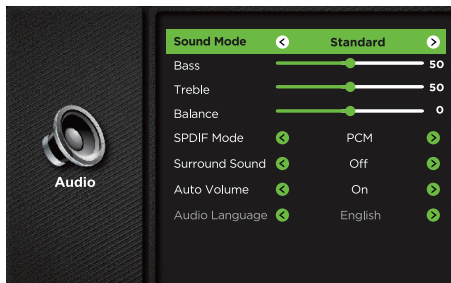 Audio
Sound Mode Standard
Bass 50
Treble 50
Balance 0
SPDIF Mode PCM
Surround Sound Off
Auto Volume On
Audio Language English